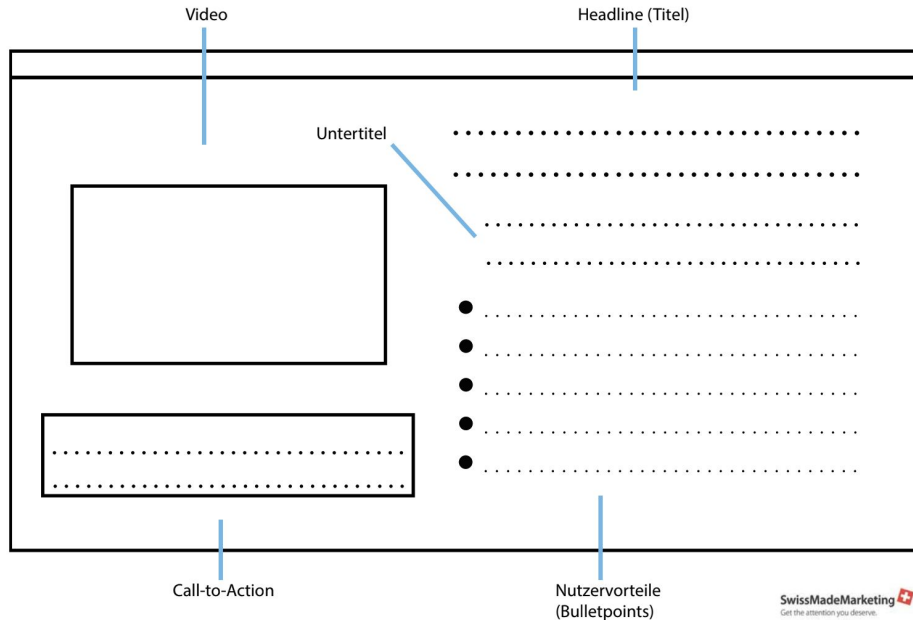 Video
Headline (Titel)
Untertitel
Call-to-Action
Nutzervorteile
(Bulletpoints)
SwissMadeMarketing
Get the attention you deserve.